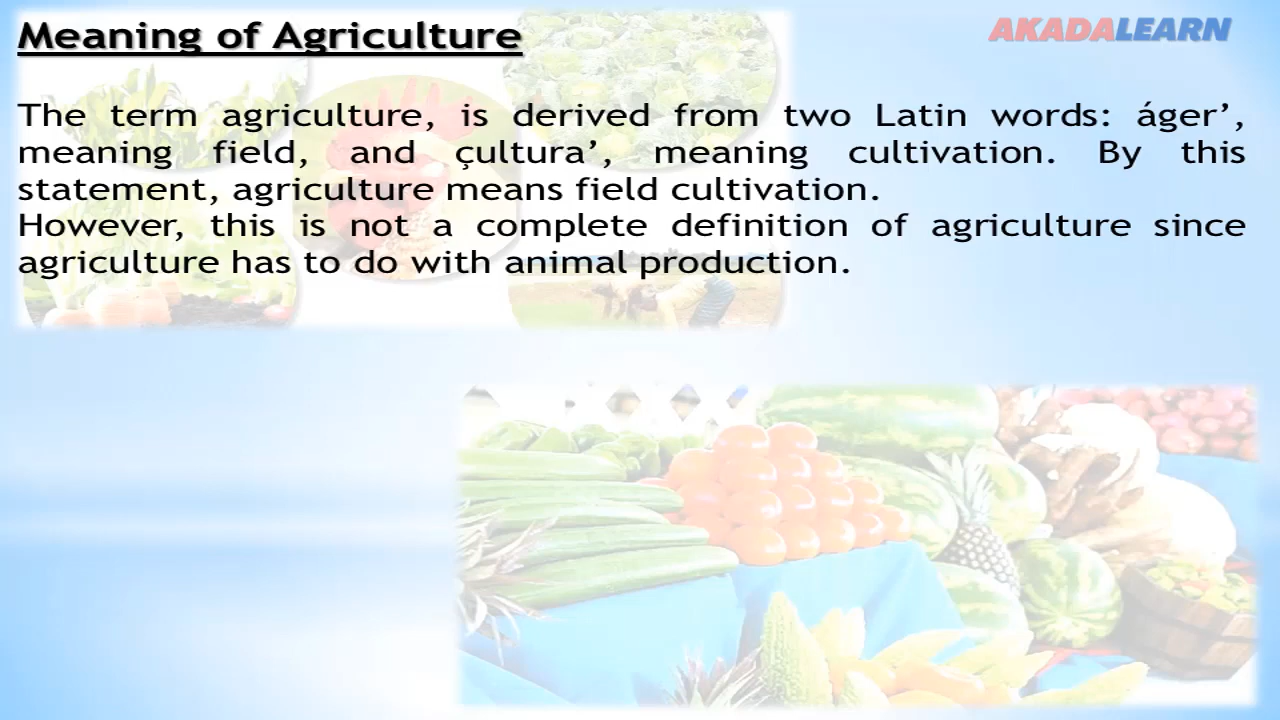 Meaning of Agriculture
AKADALEARN
The term agriculture, is derived from two Latin words: áger’,
meaning field, and çultura’, meaning cultivation. By this
statement, agriculture means field cultivation.
However, this is not a complete definition of agriculture since
agriculture has to do with animal production.